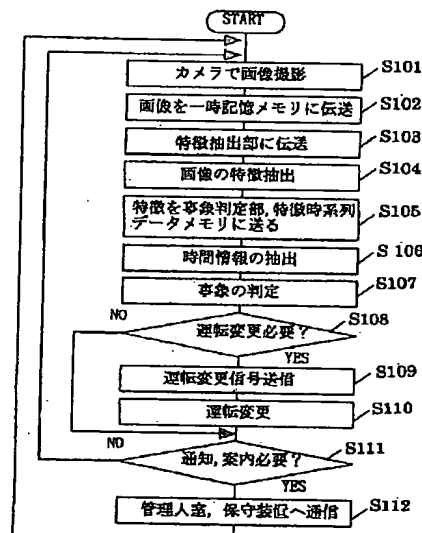 START
カメラで画像撮影
S101
画像を一時記憶メモリに伝送
S102
特徴抽出部に伝送
S103
画像の特徴抽出
S104
特徴を事象判定部,特徴時系列
データメモリに送る
S105
時間情報の抽出
S 106
事象の判定
S107
NO
運転変更必要?
S108
YES
運転変更信号送信
S109
運転変更
S110
NO
通知,案内必要?
S111
YES
管理人室,保守装置へ通信
S112